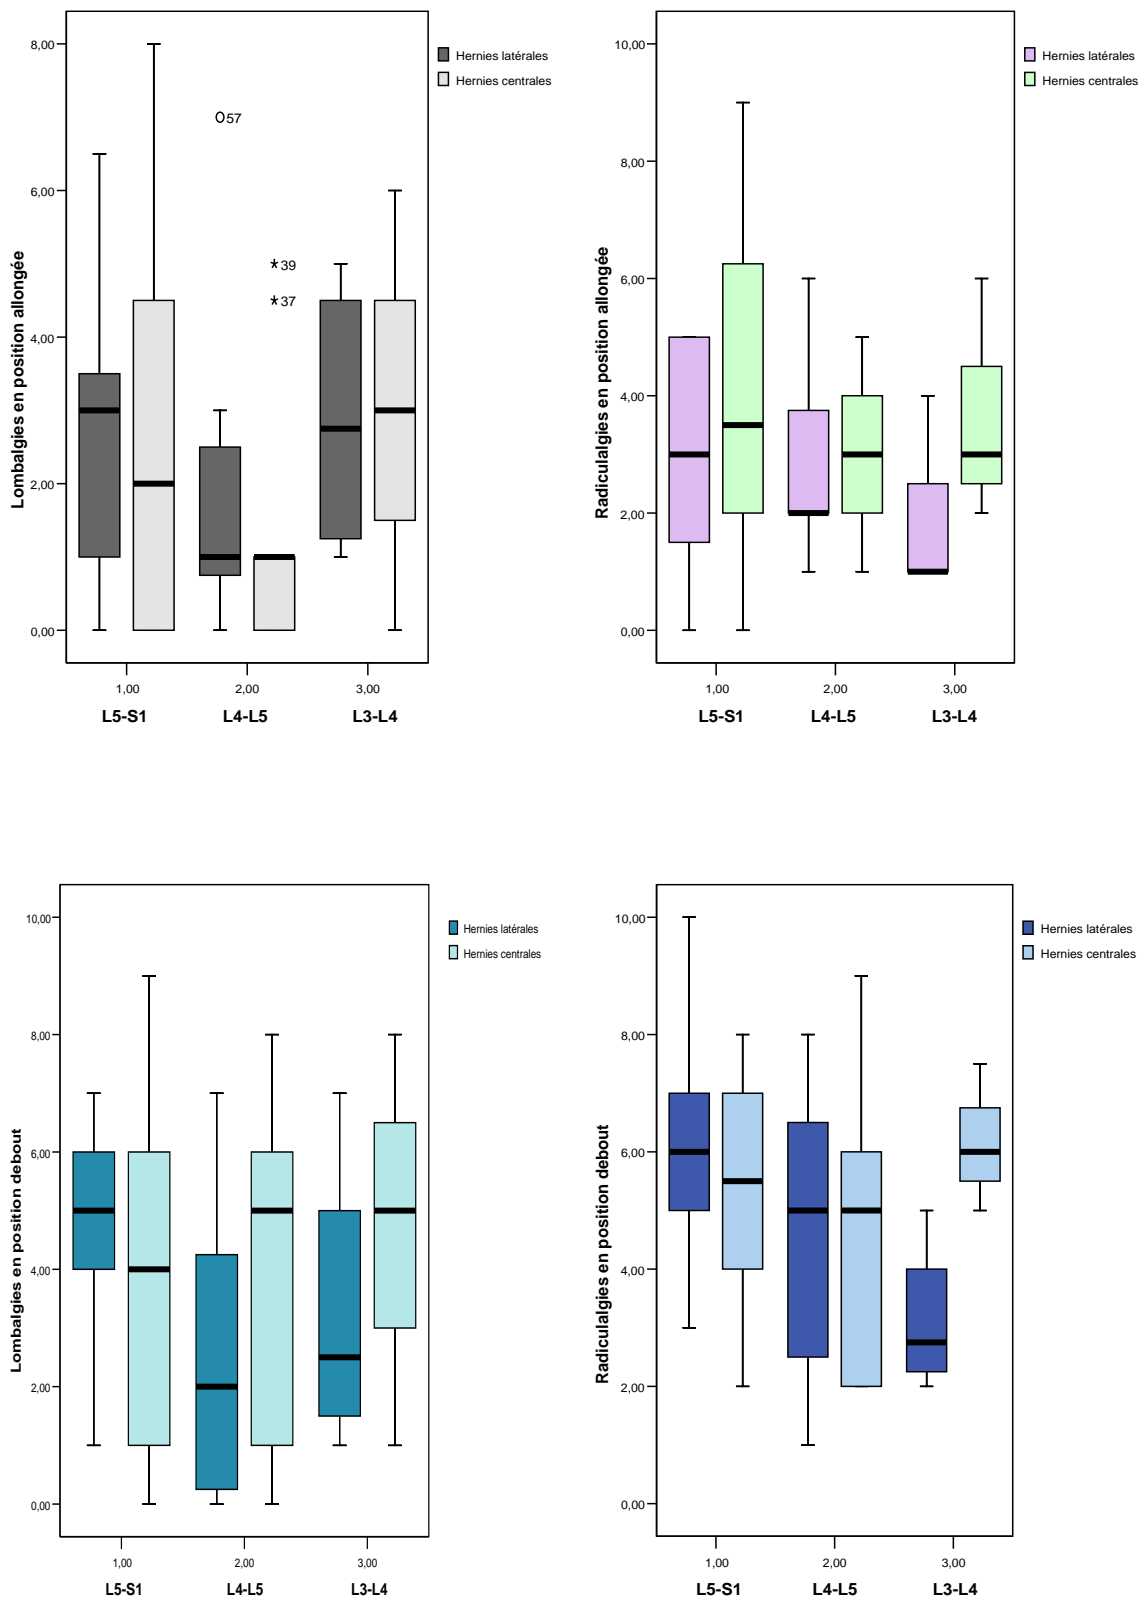 8,00
6,00
4,00
2,00
0,00
Lombalgies en position allongée
O57
*39
*37
1,00
2,00
3,00
L5-S1
L4-L5
L3-L4
Hernies latérales
Hernies centrales
10,00
8,00
6,00
4,00
2,00
0,00
Radiculalgies en position allongée
1,00
2,00
3,00
L5-S1
L4-L5
L3-L4
Hernies latérales
Hernies centrales
10,00
8,00
6,00
4,00
2,00
0,00
Lombalgies en position debout
1,00
2,00
3,00
L5-S1
L4-L5
L3-L4
Hernies latérales
Hernies centrales
10,00
8,00
6,00
4,00
2,00
0,00
Radiculalgies en position debout
1,00
2,00
3,00
L5-S1
L4-L5
L3-L4
Hernies latérales
Hernies centrales